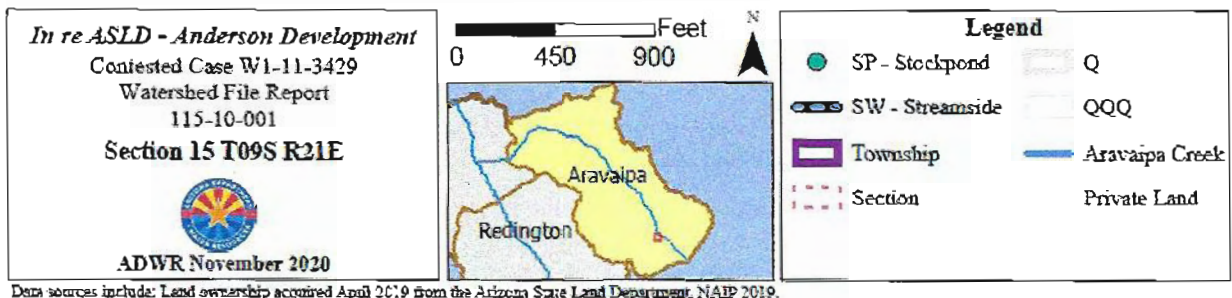 In re ASLD - Anderson Development
Contested Case W1-11-3429
Watershed File Report
115-10-001
Section 15 T09S R21E
ADWR November 2020
Feet
0 450 900
N
Aravaipa
Redington
Legend
SP - Stockpond
SW - Streamside
Township
Section
Q
QQQ
Aravaipa Creek
Private Land
Data sources include: Land ownership acquired April 2019 from the Arizona State Land Department, NAIP 2019.